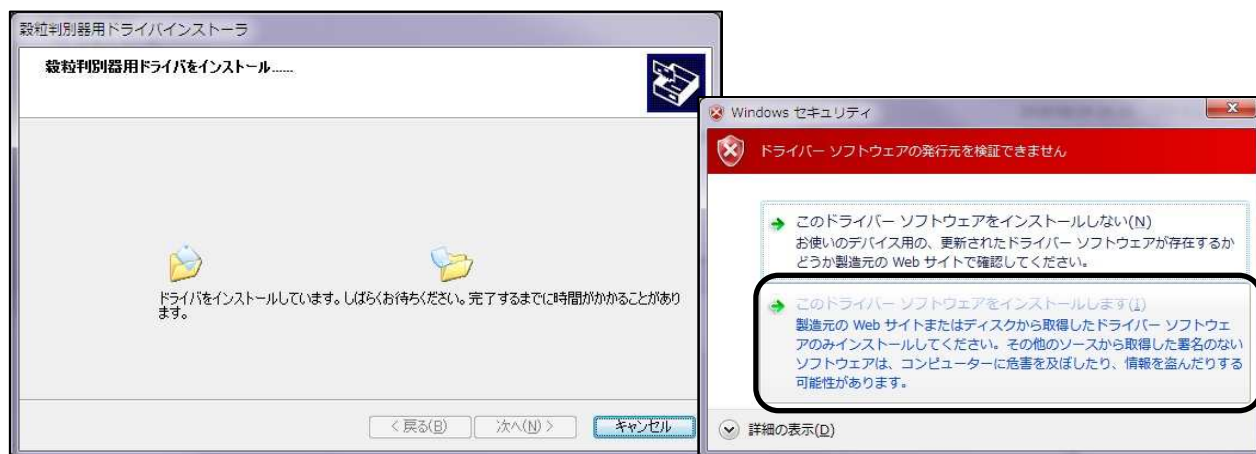 穀粒判別器用ドライバインストーラ
穀粒判別器用ドライバをインストール......
ドライバをインストールしています。しばらくお待ちください。完了するまでに時間がかかることがあり
ます。
< 戻る(B)
次へ(N) >
キャンセル
Windows セキュリティ
ドライバー ソフトウェアの発行元を検証できません
このドライバー ソフトウェアをインストールしない(N)
お使いのデバイス用の、更新されたドライバー ソフトウェアが存在するか
どうか製造元の Web サイトで確認してください。
このドライバー ソフトウェアをインストールします(I)
製造元の Web サイトまたはディスクから取得したドライバー ソフトウェ
アのみインストールしてください。その他のソースから取得した署名のない
ソフトウェアは、コンピューターに危害を及ぼしたり、情報を盗んだりする
可能性があります。
詳細の表示(D)